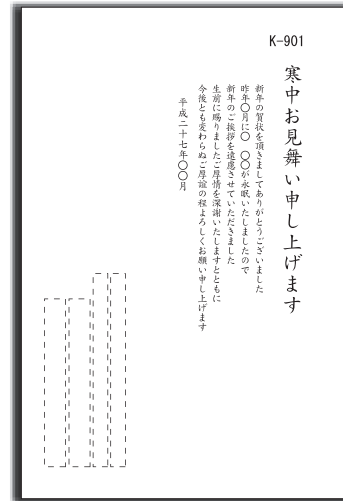 K-901
寒中お見舞い申し上げます
新年の賀状を頂きましてありがとうございました
昨年〇月に〇 〇〇が永眠いたしましたので
新年のご挨拶を遠慮させていただきました
生前に賜りましたご厚情を深謝いたしますとともに
今後とも変わらぬご厚誼の程よろしくお願い申し上げます
平成二十七年〇〇月